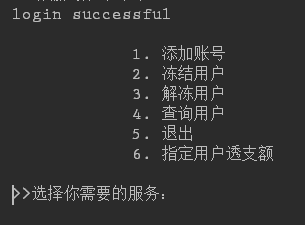 login successful
1. 添加账号
2. 冻结用户
3. 解冻用户
4. 查询用户
5. 退出
6. 指定用户透支额
>>选择你需要的服务: